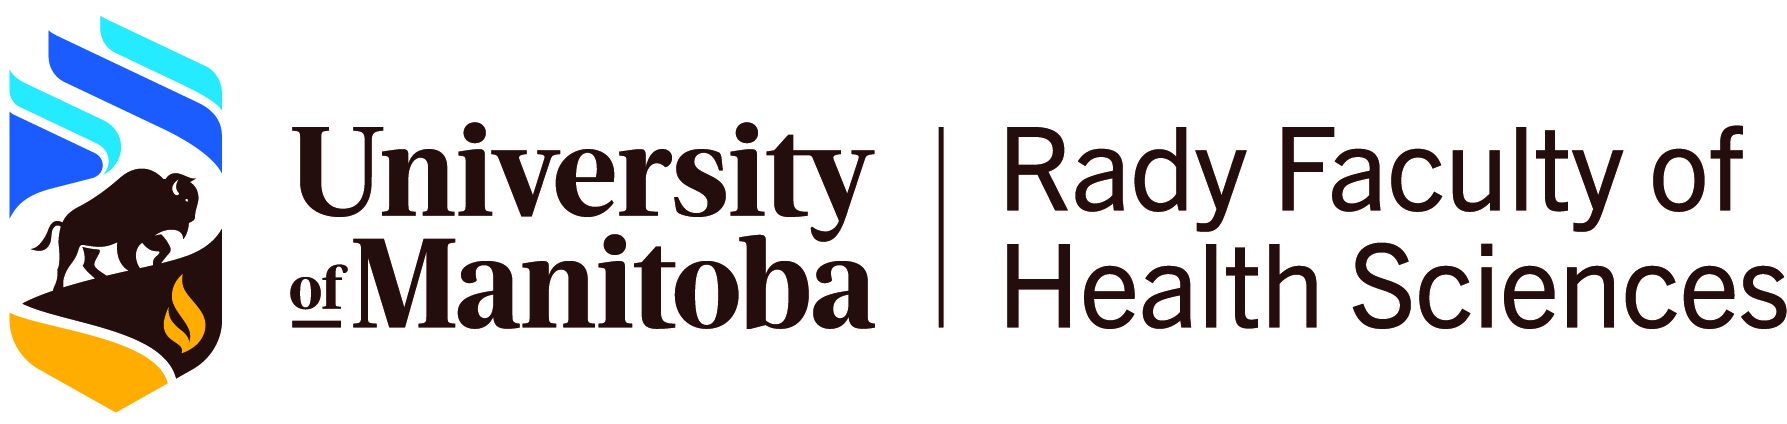 University
of Manitoba
Rady Faculty of
Health Sciences